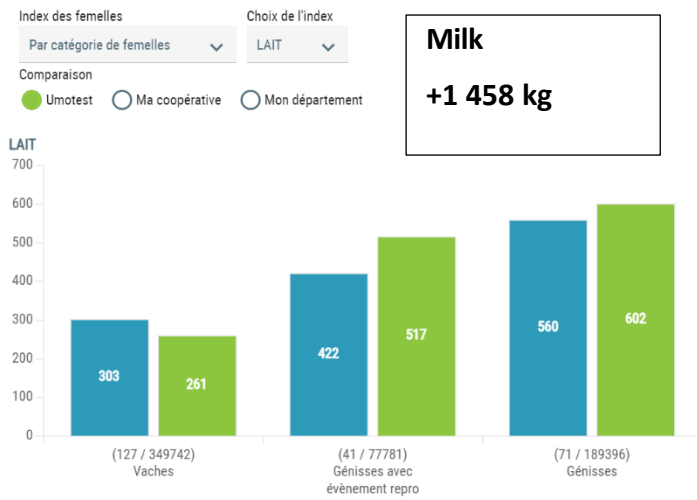 Index des femelles
Choix de l'index
Par catégorie de femelles
LAIT
Comparaison
Umotest
Ma coopérative
Mon département
Milk
+1 458 kg
LAIT
700
600
500
400
300
200
100
0
303
261
422
517
560
602
(127 / 349742)
Vaches
(41 / 77781)
Génisses avec
évènement repro
(71 / 189396)
Génisses